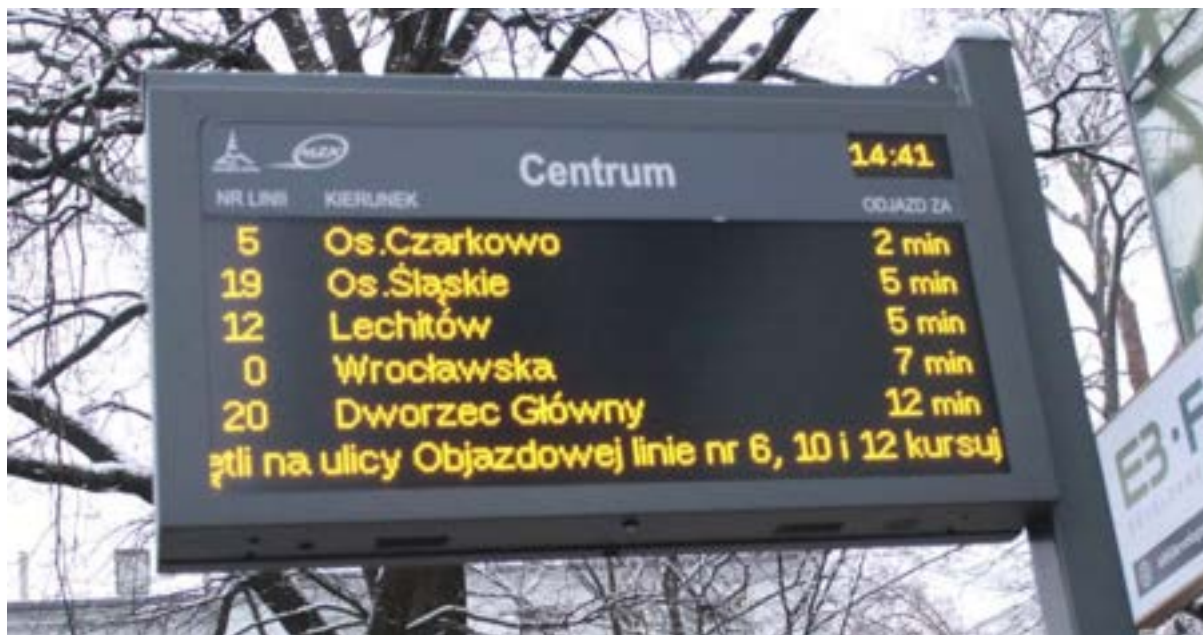 MZK
Centrum
14:41
NR LINII KIERUNEK ODJAZD ZA
5 Os.Czarkowo 2 min
19 Os.Śląskie 5 min
12 Lechitów 5 min
0 Wrocławska 7 min
20 Dworzec Główny 12 min
ętli na ulicy Objazdowej linie nr 6, 10 i 12 kursuj
E3·F